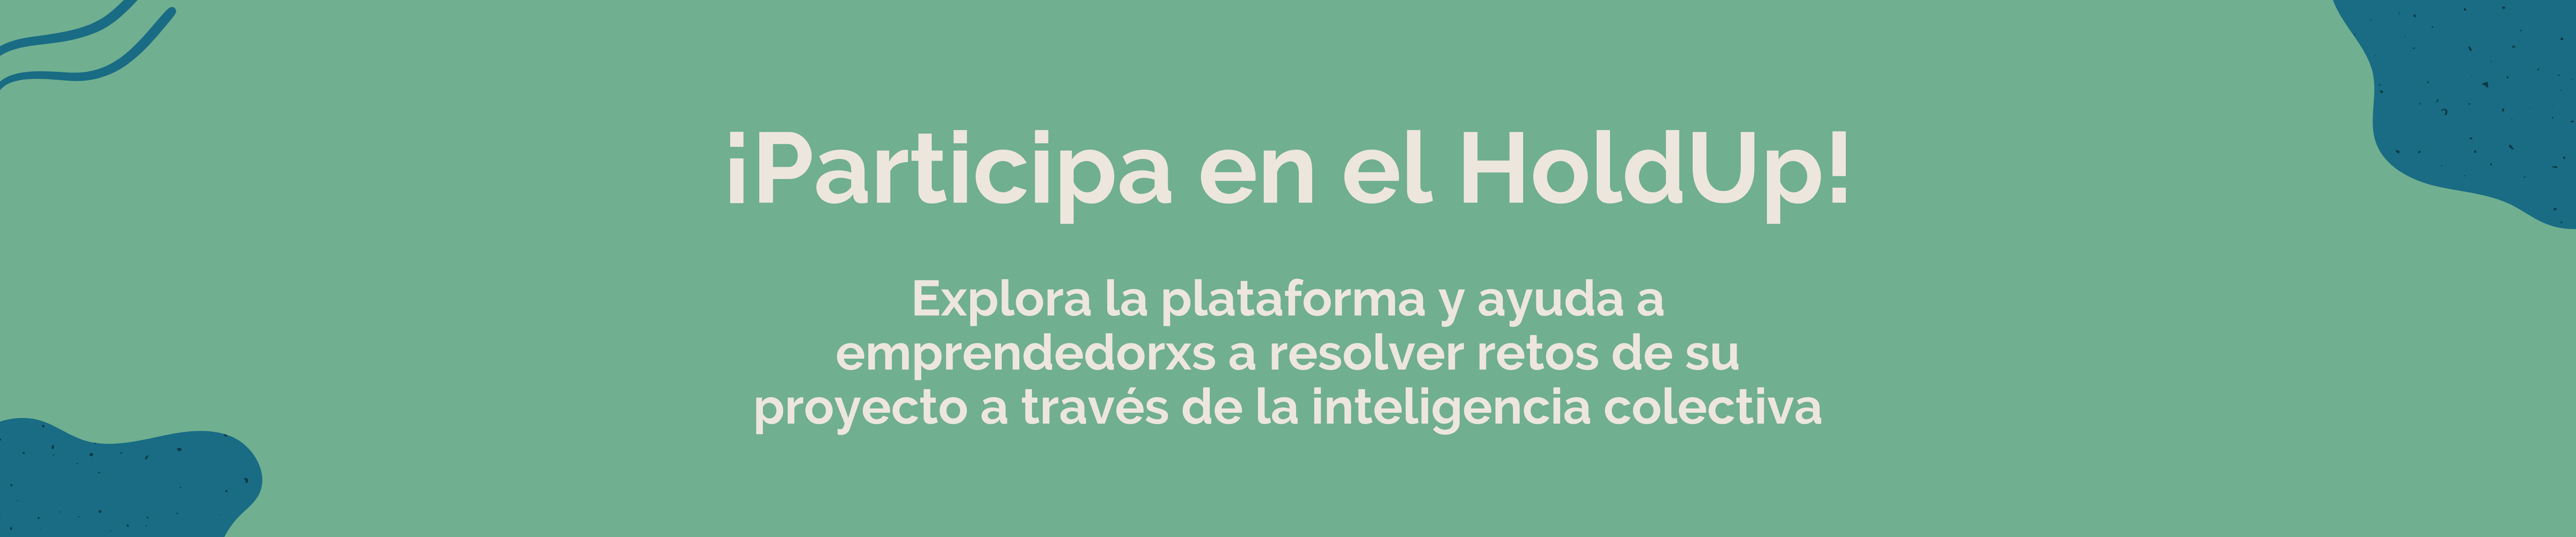 ¡Participa en el HoldUp!
Explora la plataforma y ayuda a
emprendedorxs a resolver retos de su
proyecto a través de la inteligencia colectiva